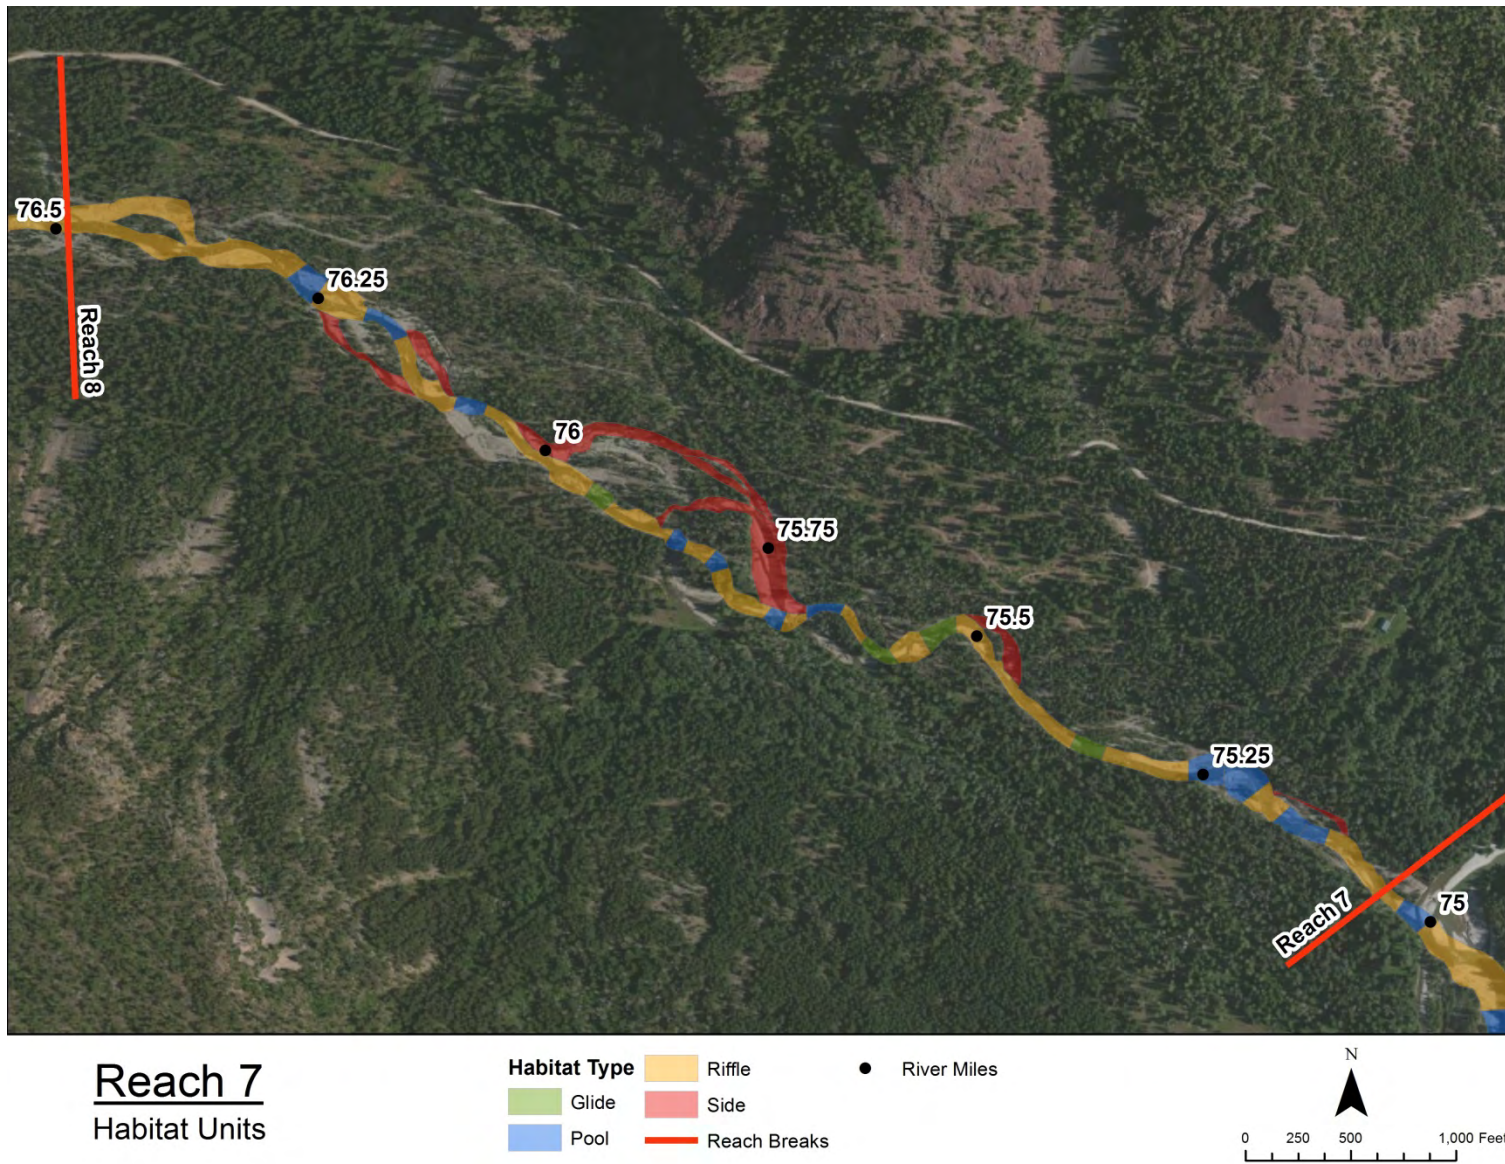 76.5
76.25
Reach 8
76
75.75
75.5
75.25
75
Reach 7
Reach 7
Habitat Units
Habitat Type
Glide
Pool
Riffle
Side
Reach Breaks
River Miles
N
0 250 500 1,000 Feet